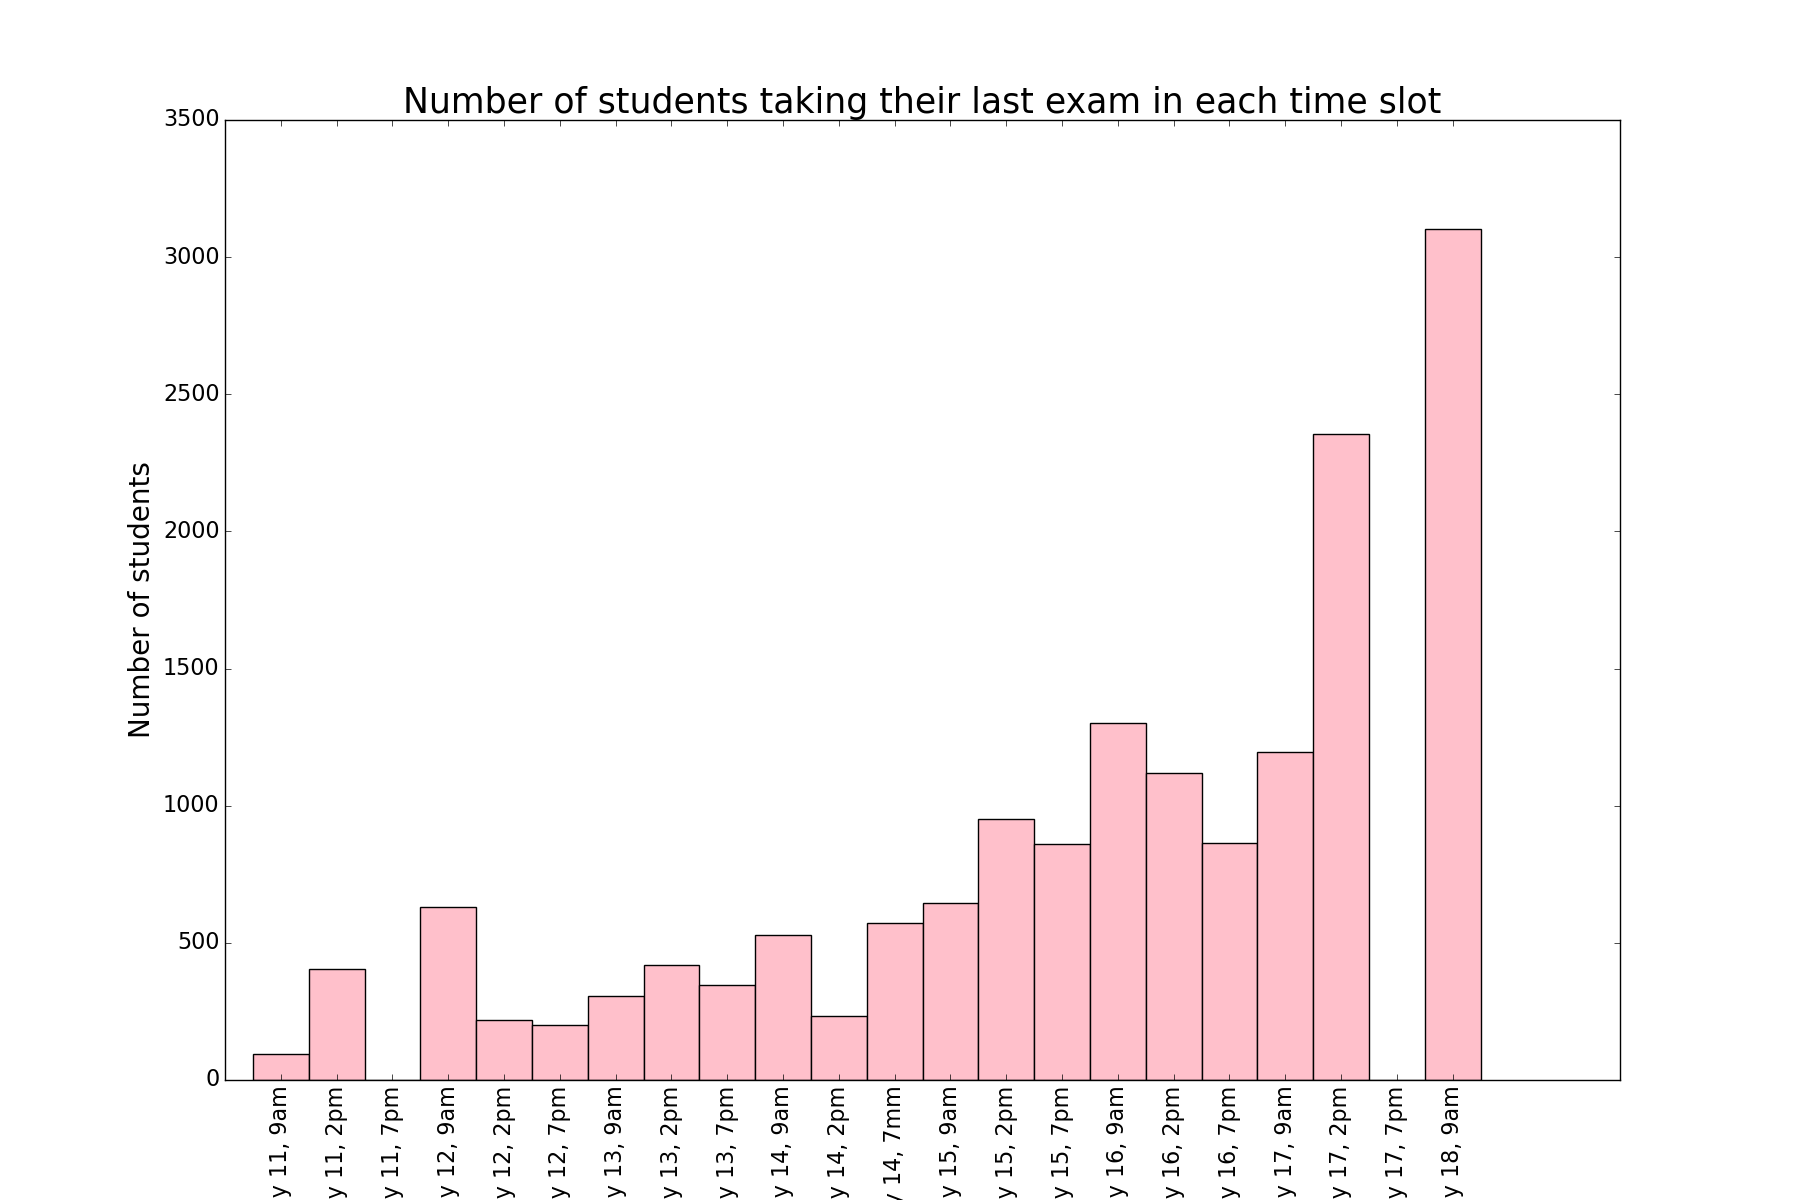 Number of students taking their last exam in each time slot
Number of students
3500
3000
2500
2000
1500
1000
500
0
y 11, 9am
y 11, 2pm
y 11, 7pm
y 12, 9am
y 12, 2pm
y 12, 7pm
y 13, 9am
y 13, 2pm
y 13, 7pm
y 14, 9am
y 14, 2pm
y 14, 7mm
y 15, 9am
y 15, 2pm
y 15, 7pm
y 16, 9am
y 16, 2pm
y 16, 7pm
y 17, 9am
y 17, 2pm
y 17, 7pm
y 18, 9am